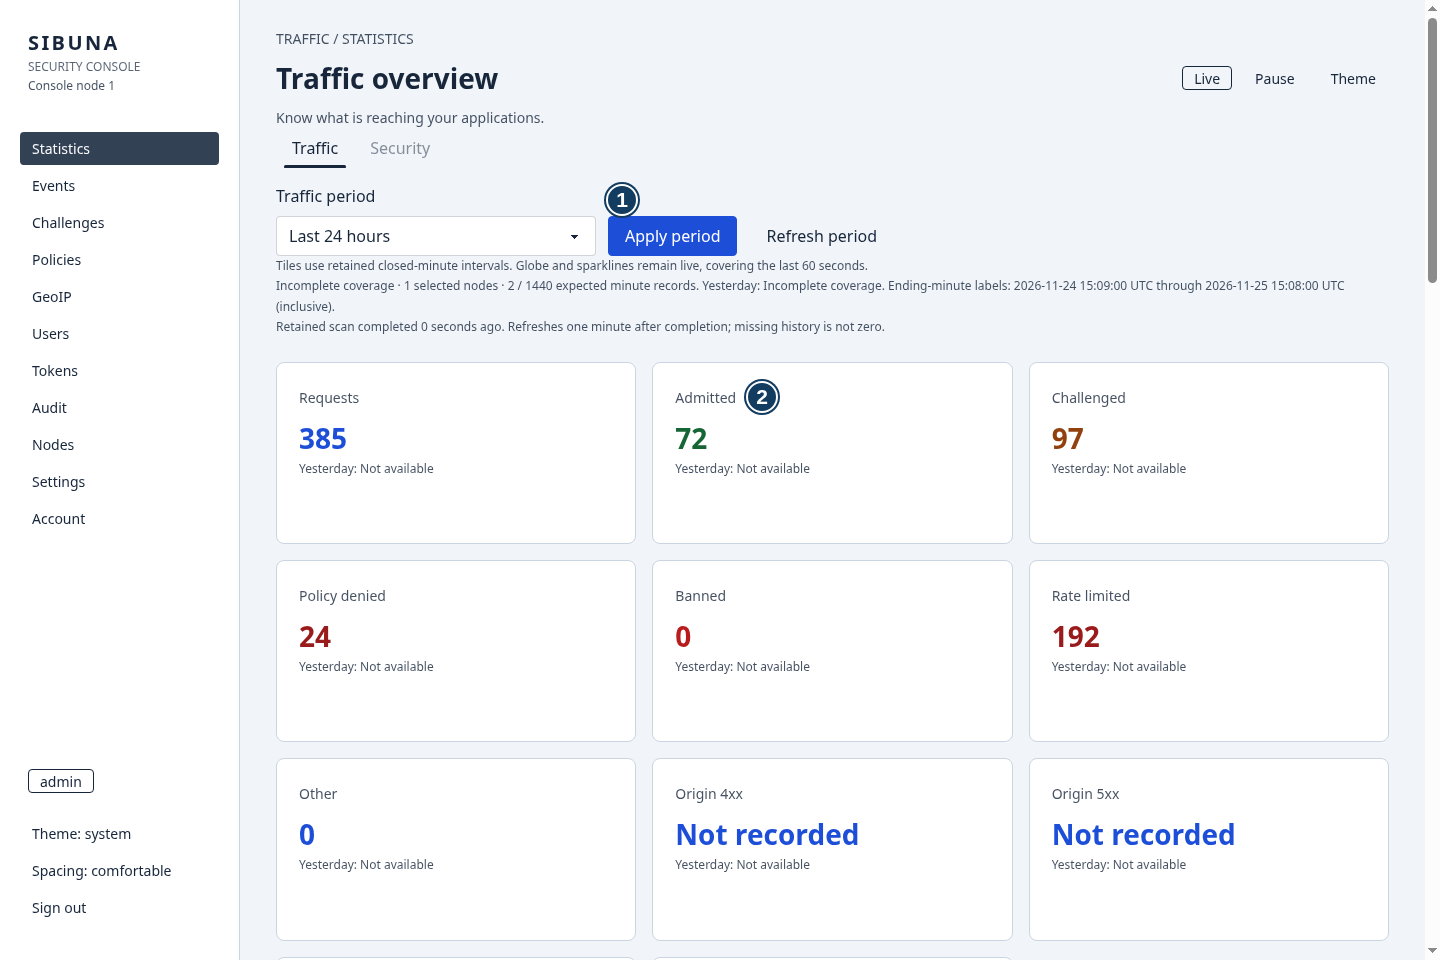 SIBUNA
SECURITY CONSOLE
Console node 1
Statistics
Events
Challenges
Policies
GeoIP
Users
Tokens
Audit
Nodes
Settings
Account
admin
Theme: system
Spacing: comfortable
Sign out
TRAFFIC / STATISTICS
Traffic overview
Live
Pause
Theme
Know what is reaching your applications.
Traffic
Security
Traffic period
1
Last 24 hours
Apply period
Refresh period
Tiles use retained closed-minute intervals. Globe and sparklines remain live, covering the last 60 seconds.
Incomplete coverage · 1 selected nodes · 2 / 1440 expected minute records. Yesterday: Incomplete coverage. Ending-minute labels: 2026-11-24 15:09:00 UTC through 2026-11-25 15:08:00 UTC
(inclusive).
Retained scan completed 0 seconds ago. Refreshes one minute after completion; missing history is not zero.
Requests
385
Yesterday: Not available
Admitted
2
72
Yesterday: Not available
Challenged
97
Yesterday: Not available
Policy denied
24
Yesterday: Not available
Banned
0
Yesterday: Not available
Rate limited
192
Yesterday: Not available
Other
0
Yesterday: Not available
Origin 4xx
Not recorded
Yesterday: Not available
Origin 5xx
Not recorded
Yesterday: Not available